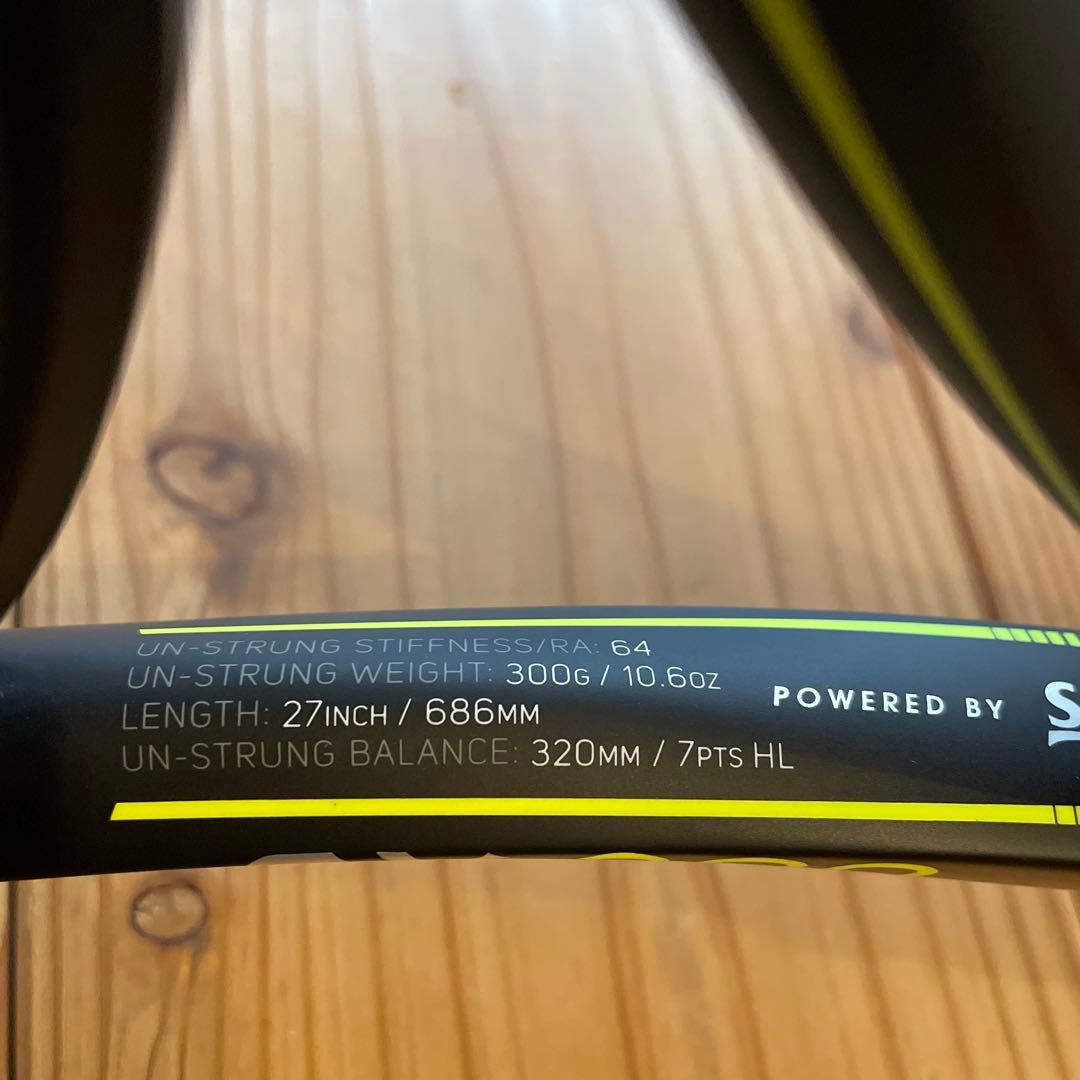 UN-STRUNG STIFFNESS/RA: 64
UN-STRUNG WEIGHT: 300G / 10.6OZ
LENGTH: 27INCH / 686MM
UN-STRUNG BALANCE: 320MM / 7PTS HL
POWERED BY